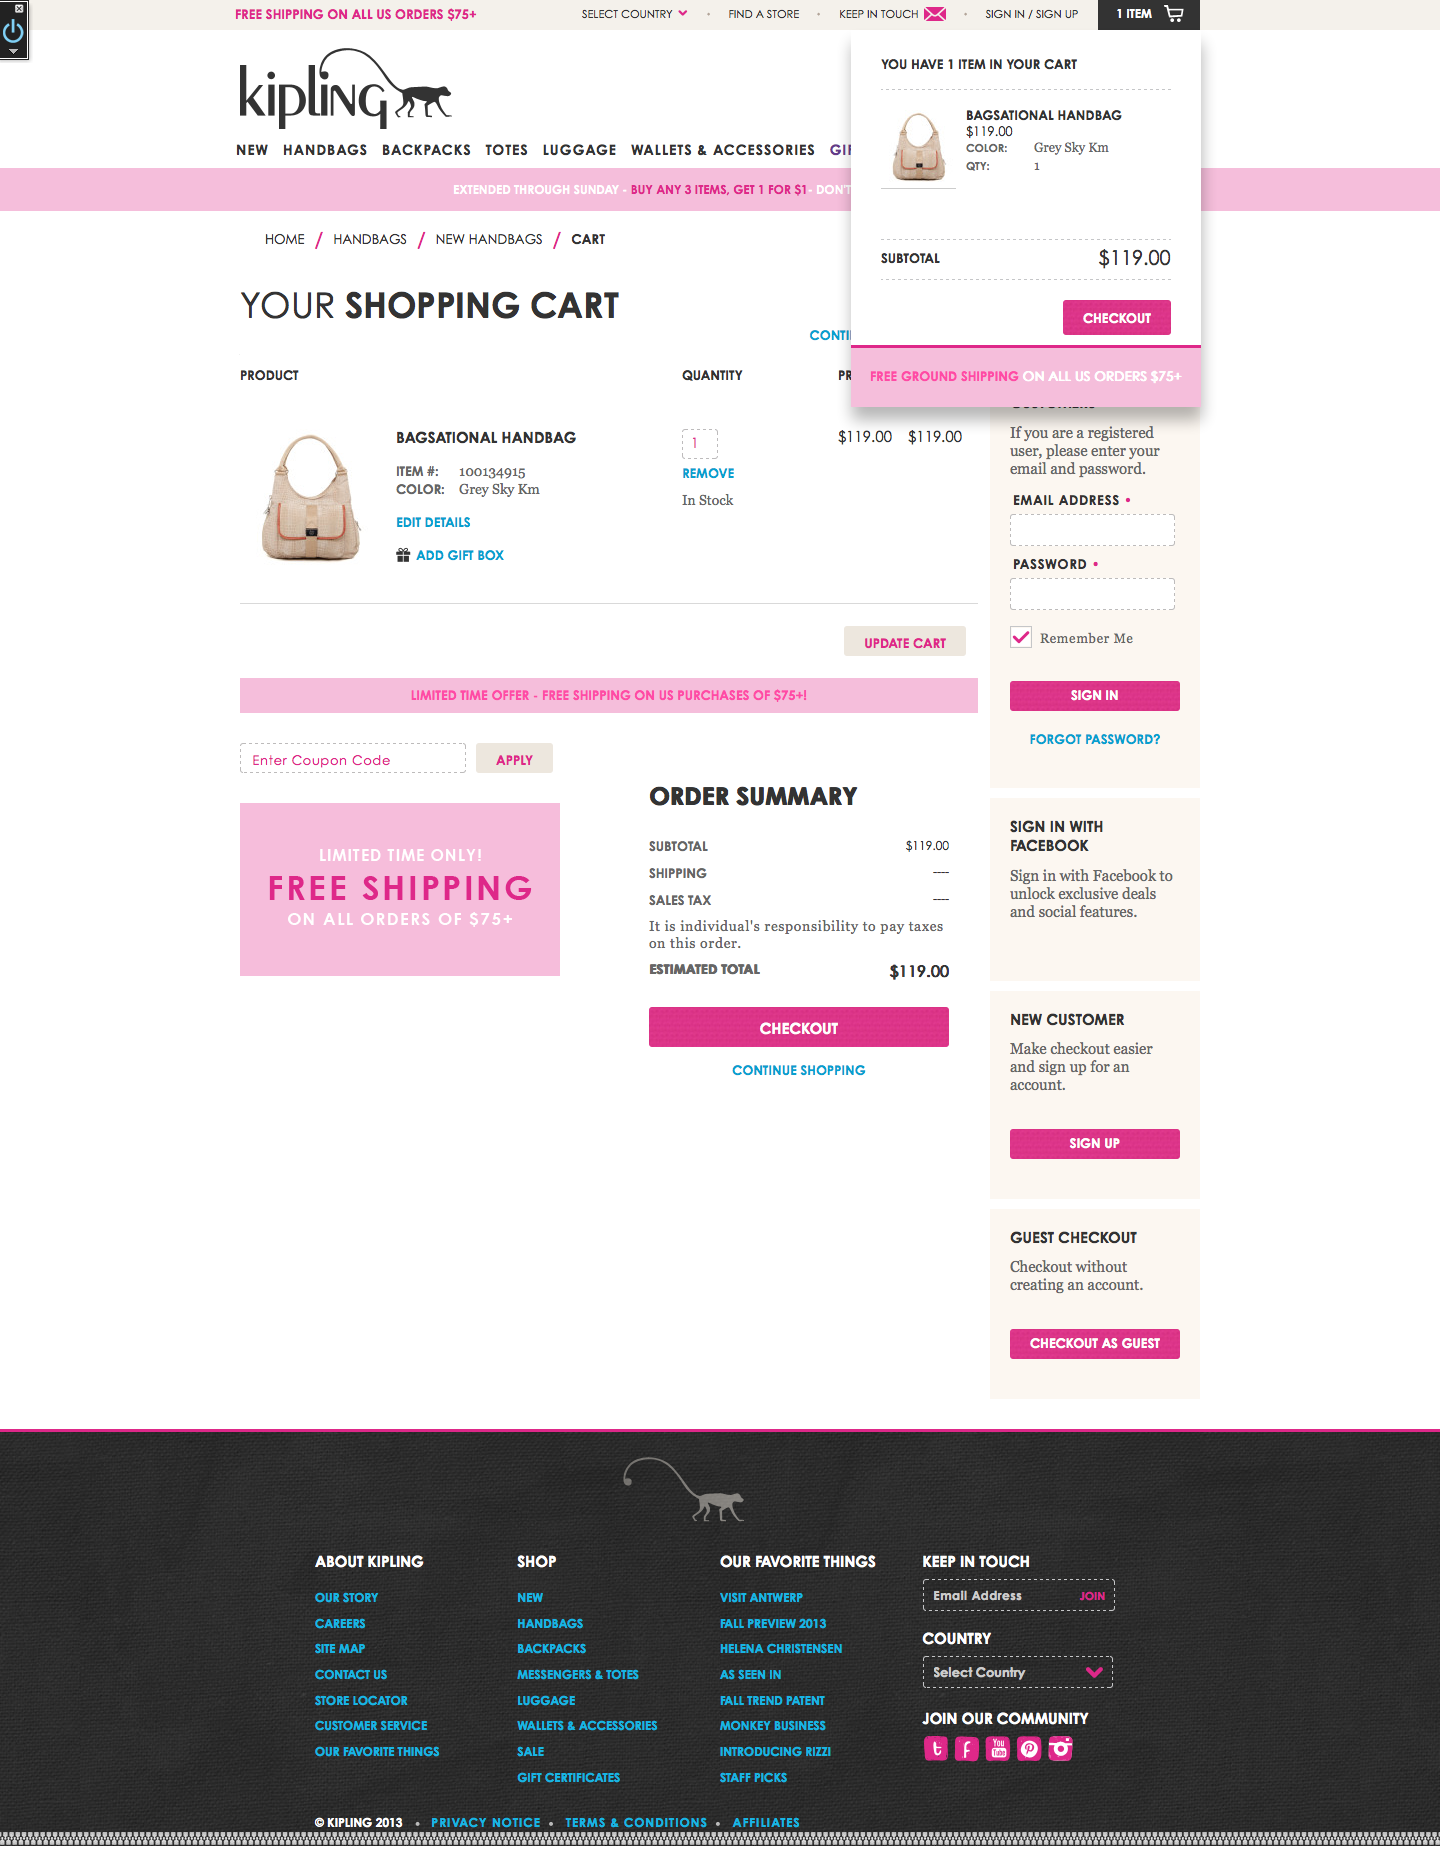 FREE SHIPPING ON ALL US ORDERS $75+
SELECT COUNTRY • FIND A STORE • KEEP IN TOUCH • SIGN IN / SIGN UP
1 ITEM
kipling
NEW HANDBAGS BACKPACKS TOTES LUGGAGE WALLETS & ACCESSORIES
EXTENDED THROUGH SUNDAY - BUY ANY 3 ITEMS, GET 1 FOR $1 - DON'T
YOU HAVE 1 ITEM IN YOUR CART
BAGSATIONAL HANDBAG
$119.00
COLOR: Grey Sky Km
QTY: 1
SUBTOTAL $119.00
CHECKOUT
FREE GROUND SHIPPING ON ALL US ORDERS $75+
HOME / HANDBAGS / NEW HANDBAGS / CART
YOUR SHOPPING CART
PRODUCT QUANTITY
BAGSATIONAL HANDBAG
ITEM #: 100134915
COLOR: Grey Sky Km
EDIT DETAILS
ADD GIFT BOX
1
REMOVE
In Stock
$119.00 $119.00
UPDATE CART
LIMITED TIME OFFER - FREE SHIPPING ON US PURCHASES OF $75+!
Enter Coupon Code APPLY
LIMITED TIME ONLY!
FREE SHIPPING
ON ALL ORDERS OF $75+
ORDER SUMMARY
SUBTOTAL $119.00
SHIPPING ----
SALES TAX ----
It is individual's responsibility to pay taxes
on this order.
ESTIMATED TOTAL $119.00
CHECKOUT
CONTINUE SHOPPING
If you are a registered
user, please enter your
email and password.
EMAIL ADDRESS •
PASSWORD •
Remember Me
SIGN IN
FORGOT PASSWORD?
SIGN IN WITH
FACEBOOK
Sign in with Facebook to
unlock exclusive deals
and social features.
NEW CUSTOMER
Make checkout easier
and sign up for an
account.
SIGN UP
GUEST CHECKOUT
Checkout without
creating an account.
CHECKOUT AS GUEST
ABOUT KIPLING
OUR STORY
CAREERS
SITE MAP
CONTACT US
STORE LOCATOR
CUSTOMER SERVICE
OUR FAVORITE THINGS
SHOP
NEW
HANDBAGS
BACKPACKS
MESSENGERS & TOTES
LUGGAGE
WALLETS & ACCESSORIES
SALE
GIFT CERTIFICATES
OUR FAVORITE THINGS
VISIT ANTWERP
FALL PREVIEW 2013
HELENA CHRISTENSEN
AS SEEN IN
FALL TREND PATENT
MONKEY BUSINESS
INTRODUCING RIZZI
STAFF PICKS
KEEP IN TOUCH
Email Address JOIN
COUNTRY
Select Country
JOIN OUR COMMUNITY
You Tube
© KIPLING 2013 • PRIVACY NOTICE • TERMS & CONDITIONS • AFFILIATES